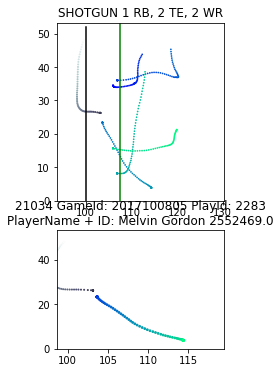 SHOTGUN 1 RB, 2 TE, 2 WR
50
40
30
20
10
0
100 110 120 130
21034 GameId: 2017100805 PlayId: 2283
PlayerName + ID: Melvin Gordon 2552469.0
40
20
0
100 105 110 115